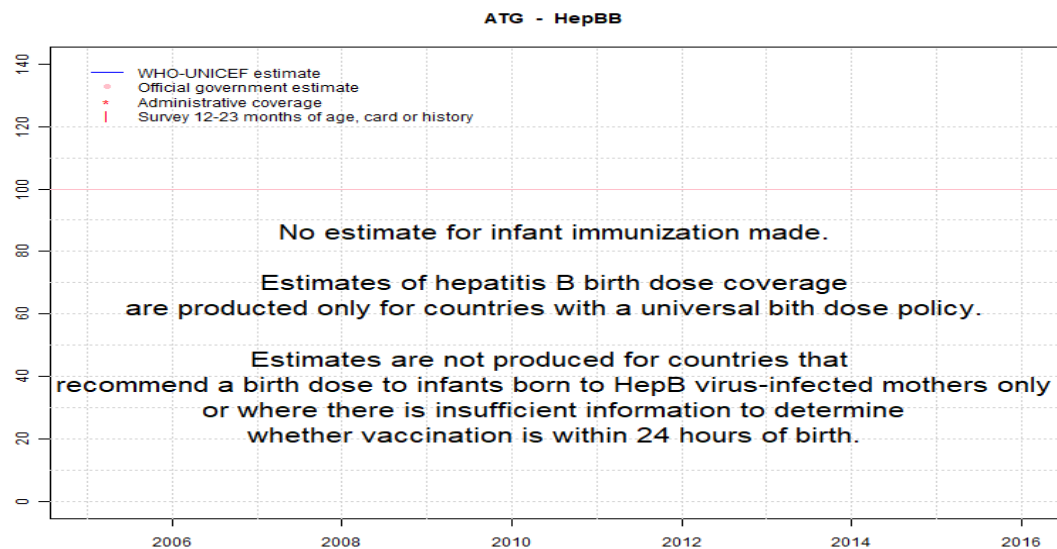 ATG - HepBB
140
120
100
80
60
40
20
0
WHO-UNICEF estimate
Official government estimate
* Administrative coverage
| Survey 12-23 months of age, card or history
No estimate for infant immunization made.
Estimates of hepatitis B birth dose coverage
are producted only for countries with a universal bith dose policy.
Estimates are not produced for countries that
recommend a birth dose to infants born to HepB virus-infected mothers only
or where there is insufficient information to determine
whether vaccination is within 24 hours of birth.
2006 2008 2010 2012 2014 2016